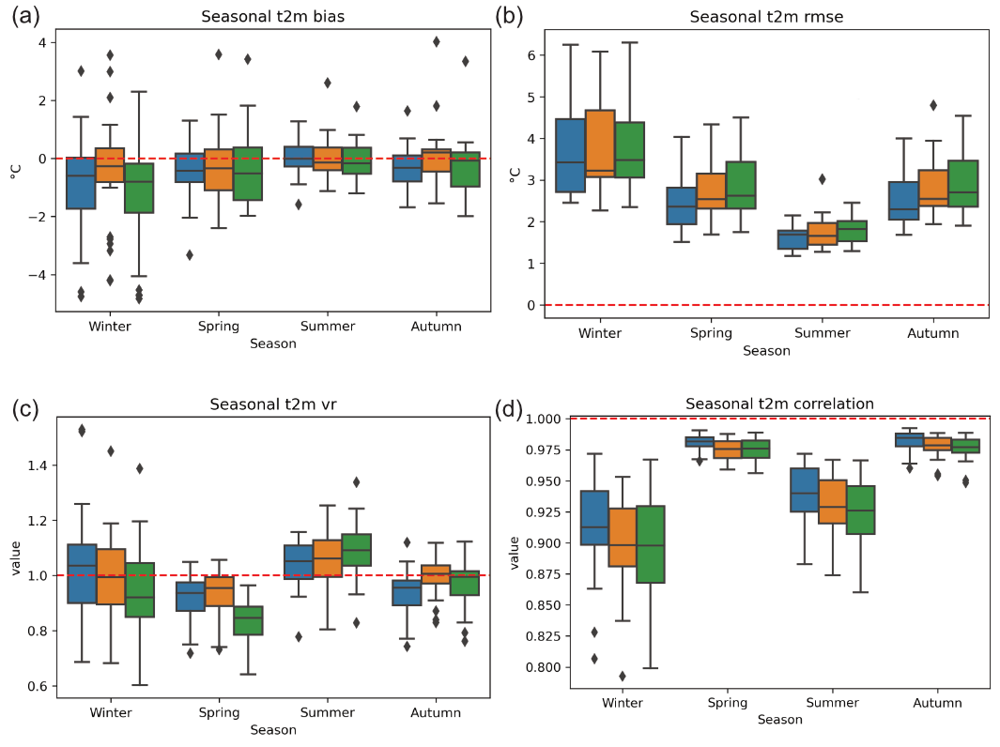 (a)
Seasonal t2m bias
4
2
0
−2
−4
°C
Winter
Spring
Summer
Autumn
Season
(b)
Seasonal t2m rmse
6
5
4
3
2
1
0
°C
Winter
Spring
Summer
Autumn
Season
(c)
Seasonal t2m vr
1.4
1.2
1.0
0.8
0.6
value
Winter
Spring
Summer
Autumn
Season
(d)
Seasonal t2m correlation
1.000
0.975
0.950
0.925
0.900
0.875
0.850
0.825
0.800
value
Winter
Spring
Summer
Autumn
Season